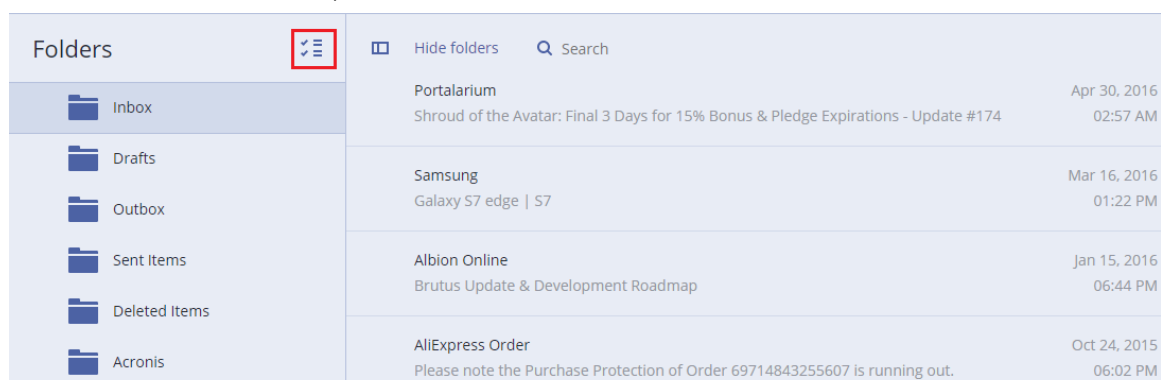 Folders
Inbox
Drafts
Outbox
Sent Items
Deleted Items
Acronis
Hide folders
Search
Portalarium
Apr 30, 2016
Shroud of the Avatar: Final 3 Days for 15% Bonus & Pledge Expirations - Update #174
02:57 AM
Samsung
Mar 16, 2016
Galaxy S7 edge | S7
01:22 PM
Albion Online
Jan 15, 2016
Brutus Update & Development Roadmap
06:44 PM
AliExpress Order
Oct 24, 2015
Please note the Purchase Protection of Order 69714843255607 is running out.
06:02 PM